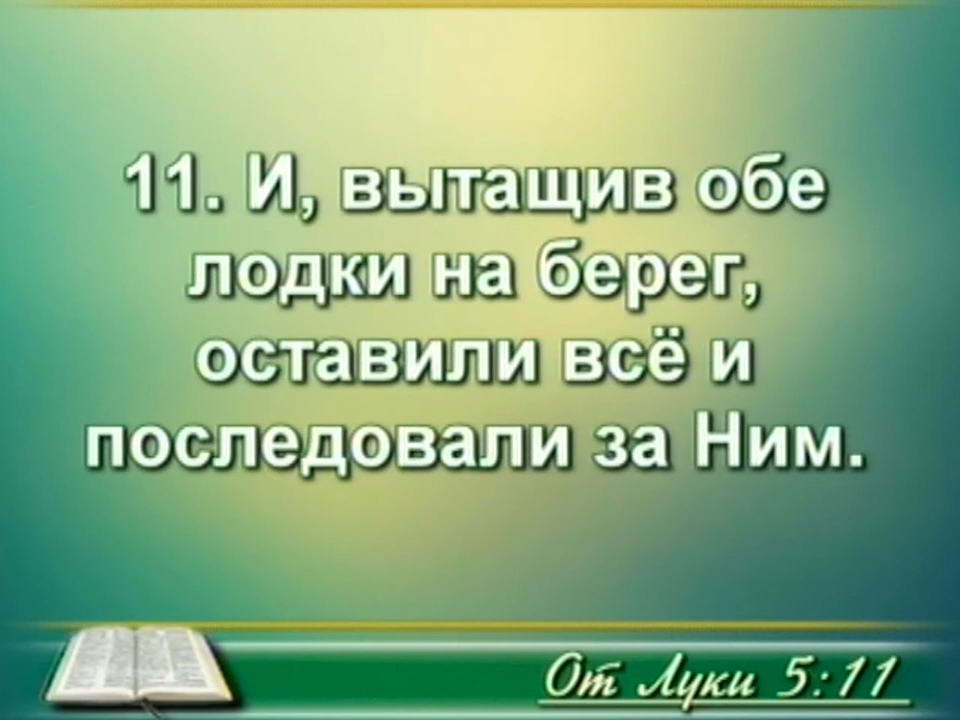 11. И, вытащив обе
лодки на берег,
оставили всё и
последовали за Ним.
От Луки 5:11